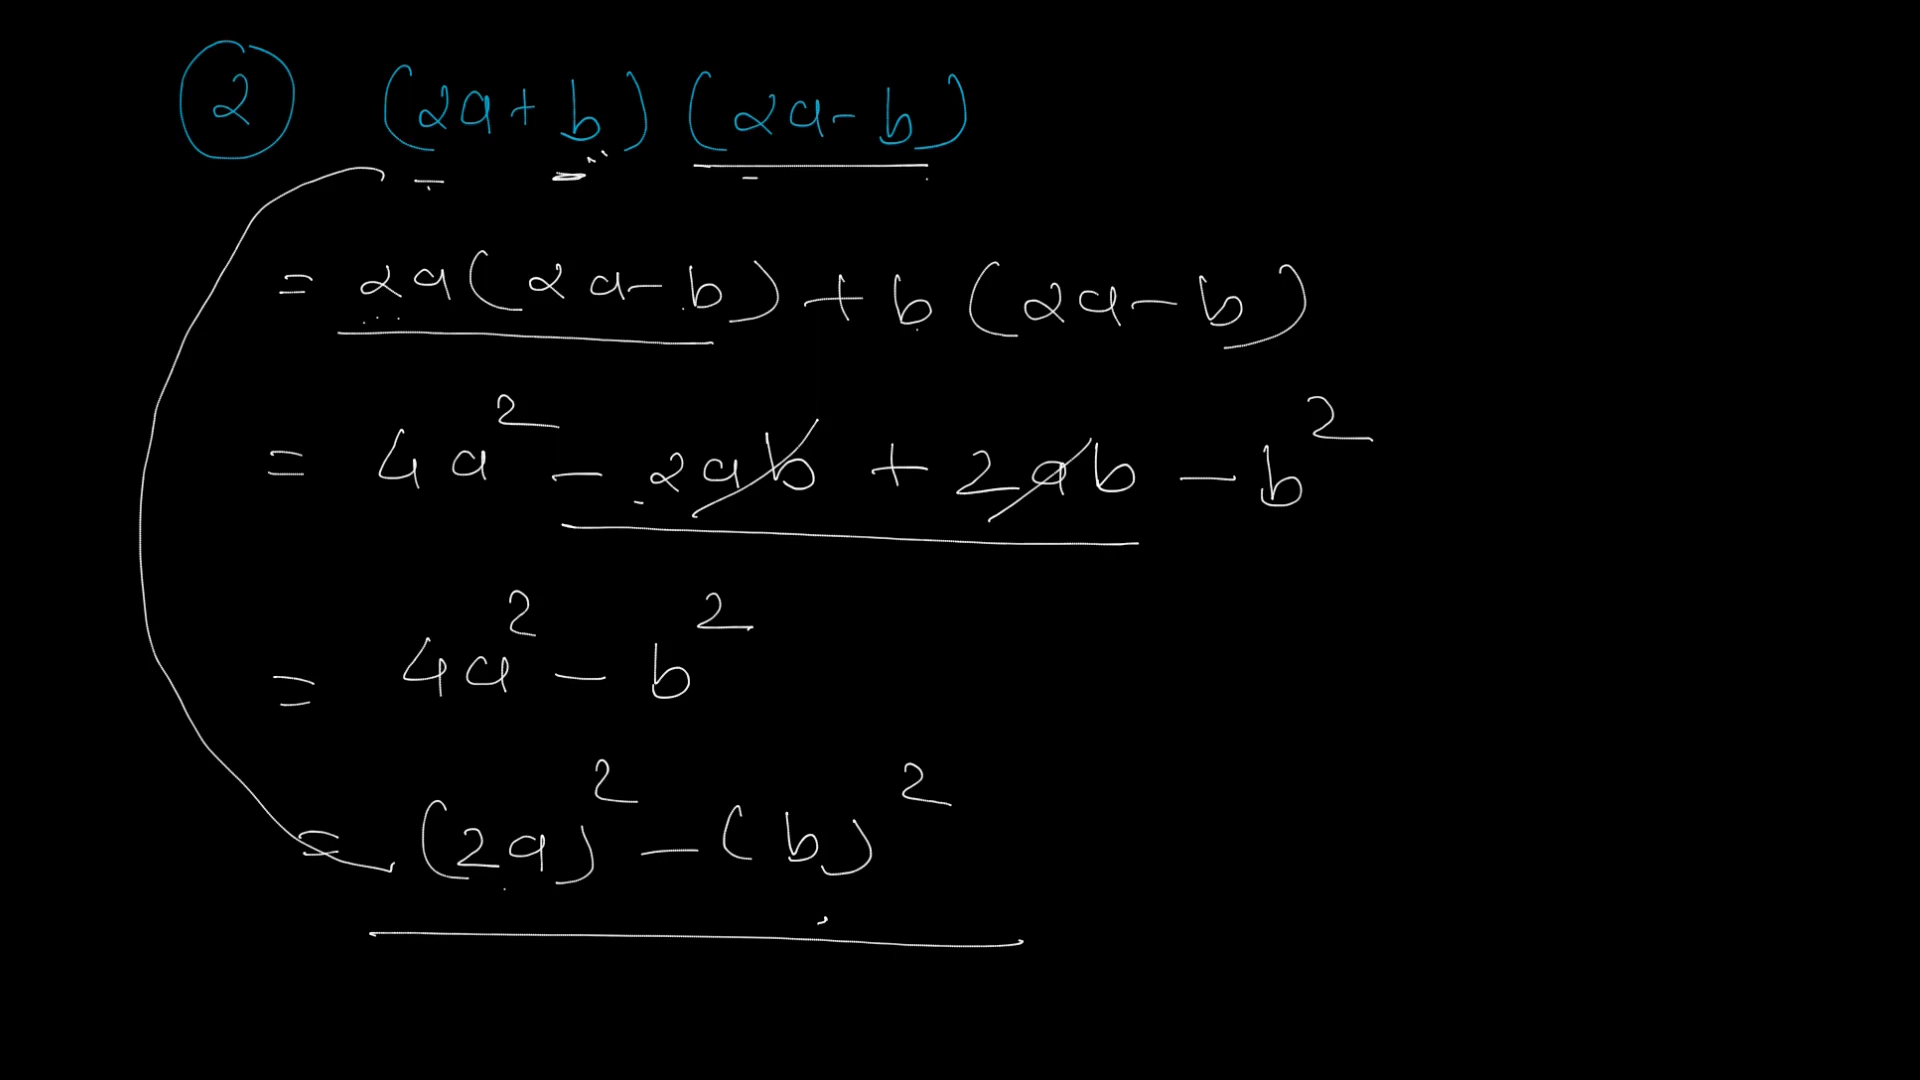 2 (2a+b)(2a-b)
= 2a(2a-b)+b(2a-b)
= 4a² - 2ab + 2ab - b²
= 4a² - b²
= (2a)² - (b)²